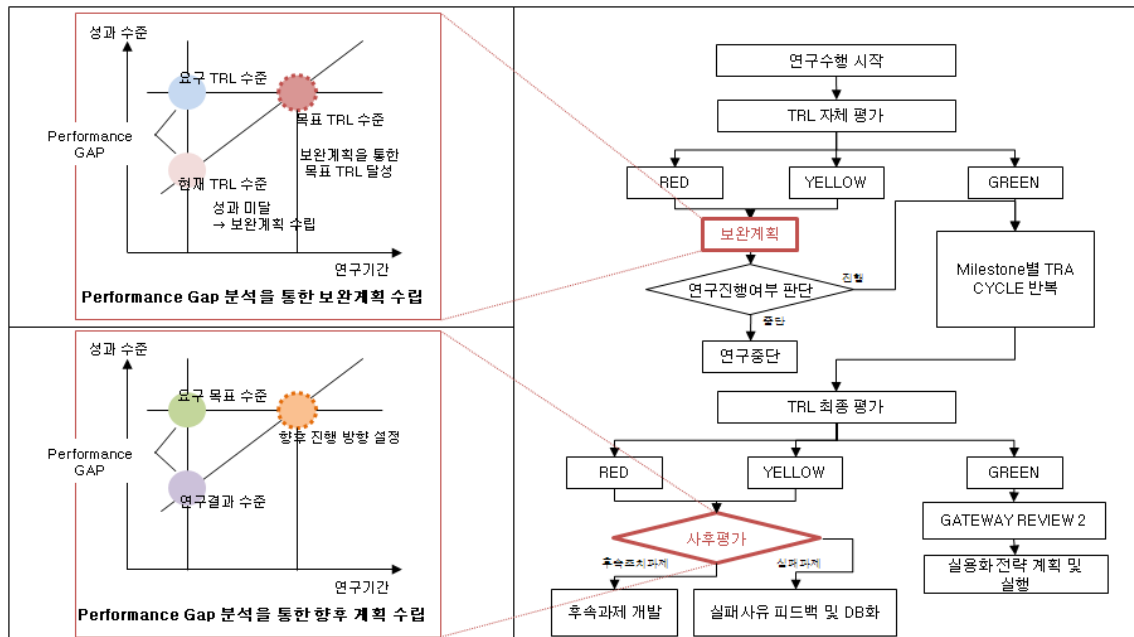 성과 수준
요구 TRL 수준
목표 TRL 수준
Performance
GAP
보완계획을 통한
목표 TRL 달성
현재 TRL 수준
성과 미달
→ 보완계획 수립
연구기간
Performance Gap 분석을 통한 보완계획 수립
성과 수준
요구 목표 수준
향후 진행 방향 설정
Performance
GAP
연구결과 수준
연구기간
Performance Gap 분석을 통한 향후 계획 수립
연구수행 시작
TRL 자체 평가
RED
YELLOW
GREEN
보완계획
연구진행여부 판단
진행
중단
연구중단
Milestone별 TRA
CYCLE 반복
TRL 최종 평가
RED
YELLOW
GREEN
사후평가
GATEWAY REVIEW 2
후속조치과제
실패과제
실용화전략 계획 및
실행
후속과제 개발
실패사유 피드백 및 DB화